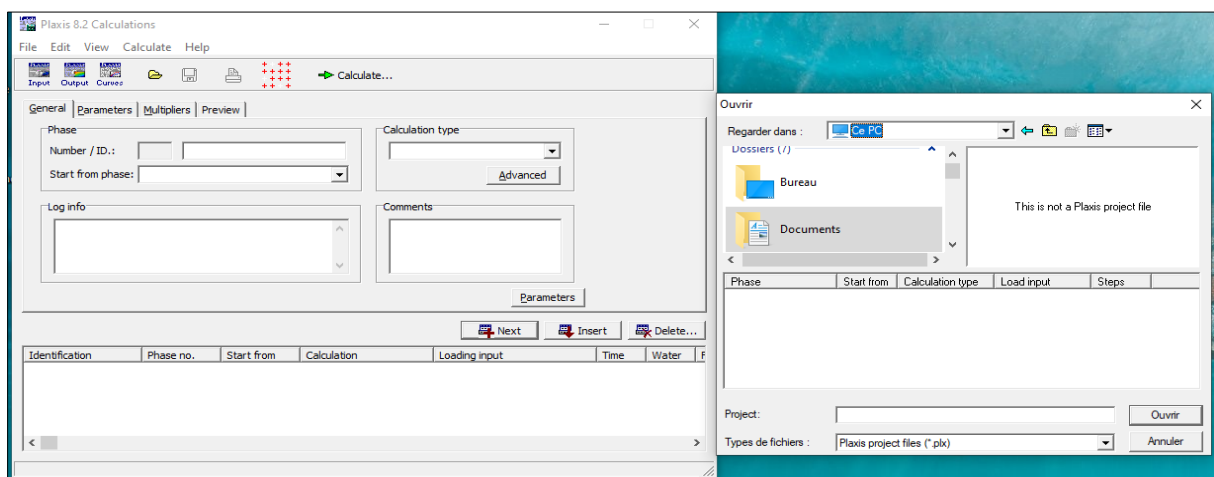 Plaxis 8.2 Calculations
File Edit View Calculate Help
Input Output Curves Calculate...
General Parameters Multipliers Preview
Phase
Number / ID.:
Start from phase:
Calculation type
Advanced
Log info
Comments
Parameters
Next Insert Delete...
Identification Phase no. Start from Calculation Loading input Time Water F
Ouvrir
Regarder dans : Ce PC
Dossiers (7)
Bureau
Documents
This is not a Plaxis project file
Phase Start from Calculation type Load input Steps
Project: Ouvrir
Types de fichiers : Plaxis project files (*.plx) Annuler